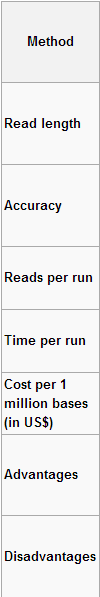 Method
Read length
Accuracy
Reads per run
Time per run
Cost per 1
million bases
(in US$)
Advantages
Disadvantages